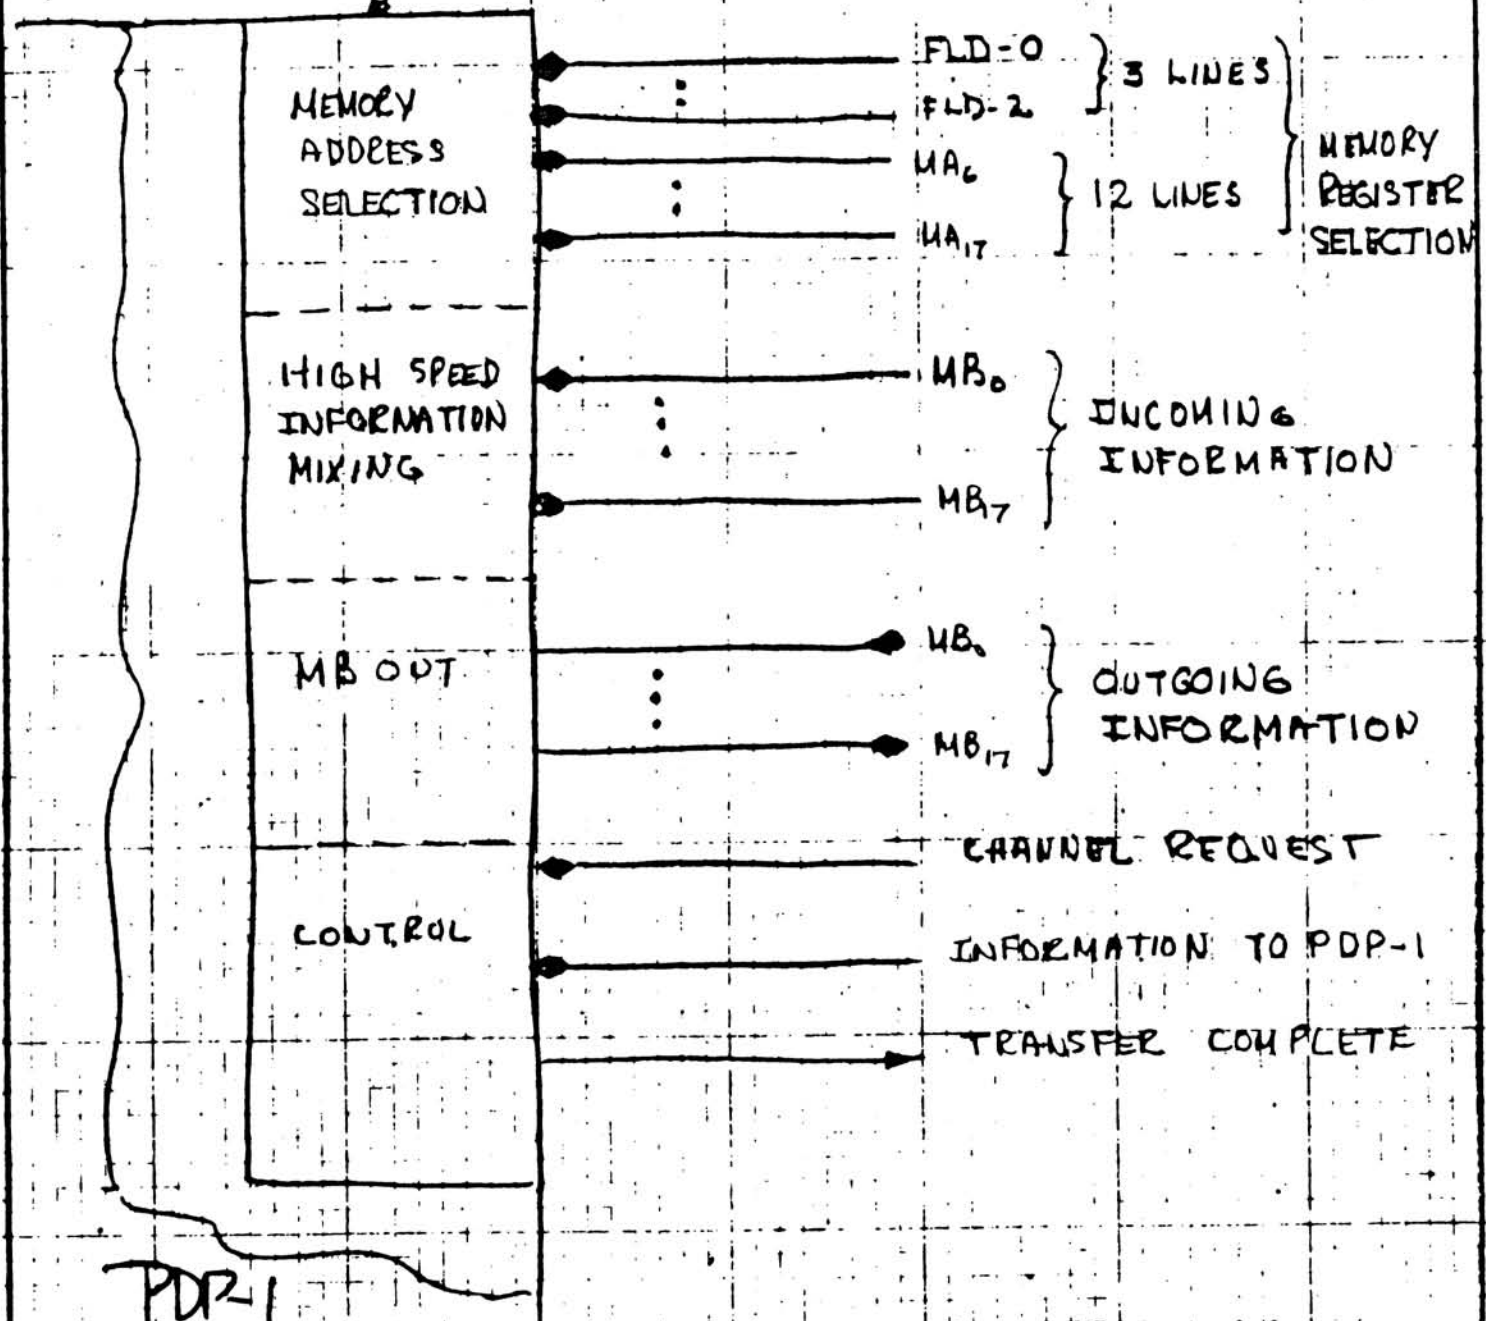 MEMORY
ADDRESS
SELECTION
FLD-0
FLD-2
3 LINES
MA6
MA17
12 LINES
MEMORY
REGISTER
SELECTION
HIGH SPEED
INFORMATION
MIXING
MB0
MB17
INCOMING
INFORMATION
MB OUT
MB0
MB17
OUTGOING
INFORMATION
CONTROL
CHANNEL REQUEST
INFORMATION TO PDP-1
TRANSFER COMPLETE
PDP-1